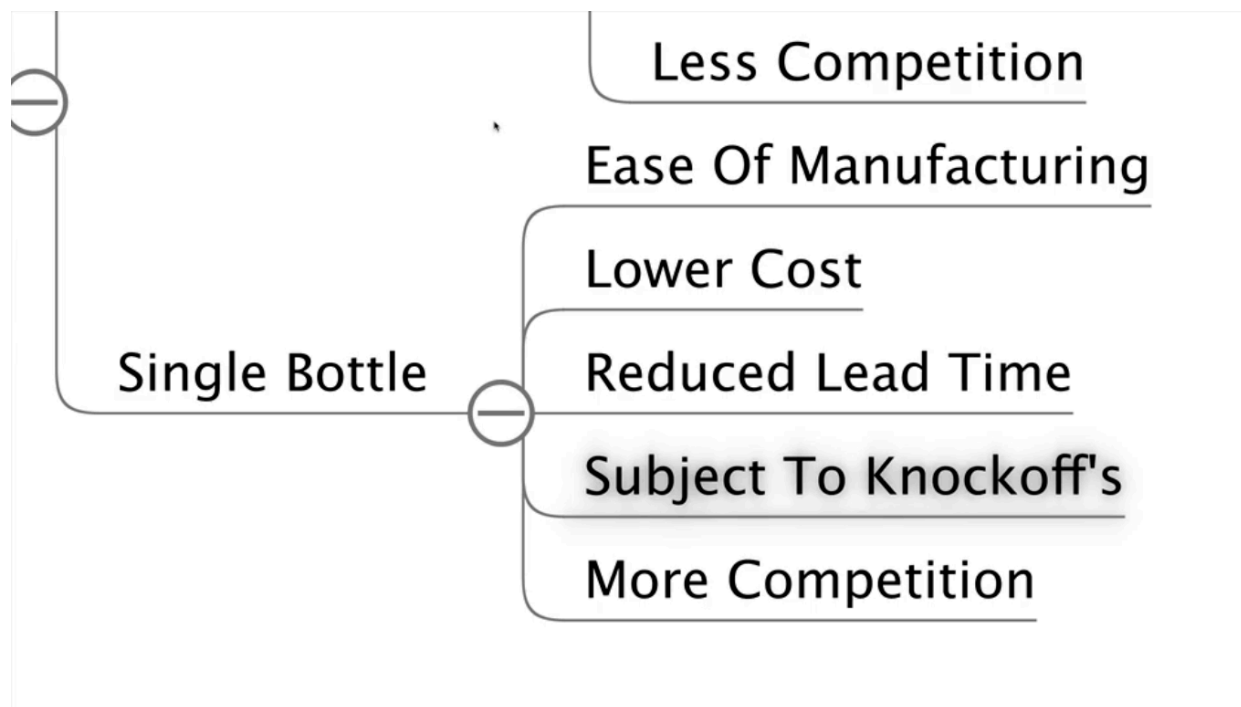 Less Competition
Ease Of Manufacturing
Lower Cost
Single Bottle
Reduced Lead Time
Subject To Knockoff's
More Competition